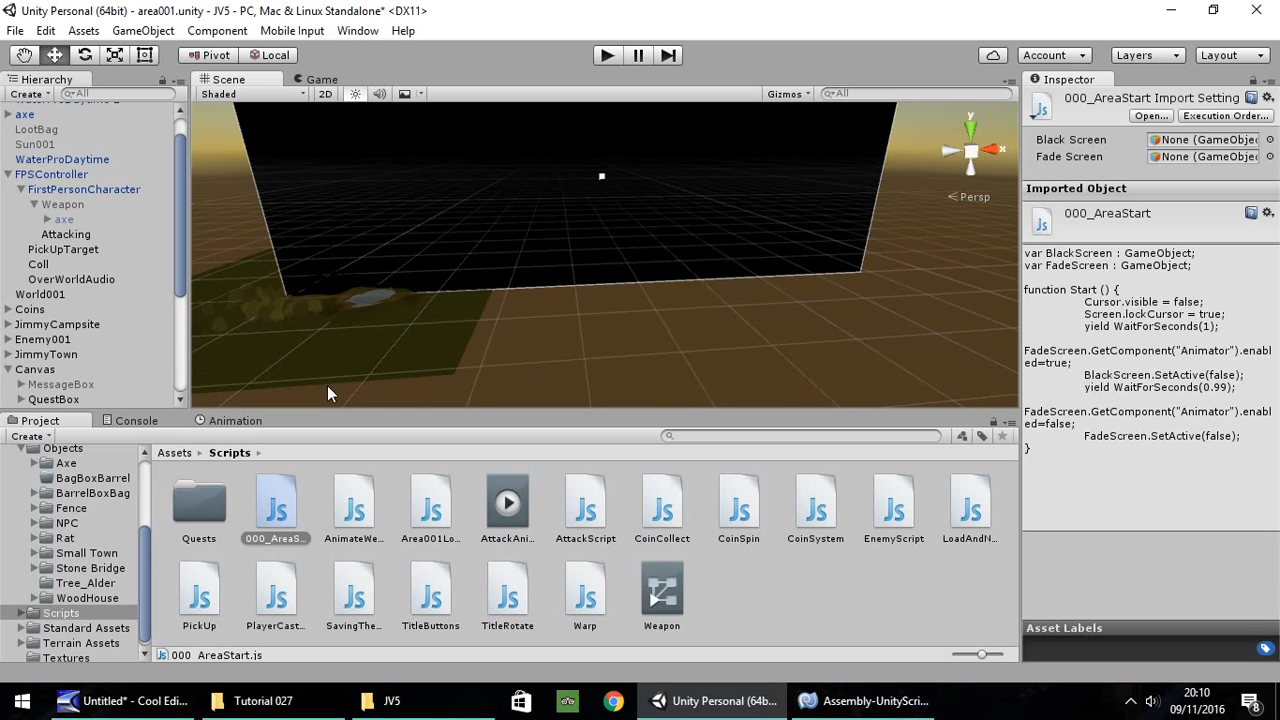 Unity Personal (64bit) - area001.unity - JV5 - PC, Mac & Linux Standalone* <DX11>
File Edit Assets GameObject Component Mobile Input Window Help
Pivot Local Account Layers Layout
Hierarchy Scene Game Inspector
Create All Shaded 2D Gizmos All
000_AreaStart Import Setting
Open... Execution Order...
axe
LootBag
Sun001
WaterProDaytime
FPSController
FirstPersonCharacter
Weapon
axe
Attacking
PickUpTarget
Coll
OverWorldAudio
World001
Coins
JimmyCampsite
Enemy001
JimmyTown
Canvas
MessageBox
QuestBox
y
x
Persp
Black Screen None (GameObjec
Fade Screen None (GameObjec
Imported Object
000_AreaStart
var BlackScreen : GameObject;
var FadeScreen : GameObject;
function Start () {
Cursor.visible = false;
Screen.lockCursor = true;
yield WaitForSeconds(1);
FadeScreen.GetComponent("Animator").enabl
ed=true;
BlackScreen.SetActive(false);
yield WaitForSeconds(0.99);
FadeScreen.GetComponent("Animator").enabl
ed=false;
FadeScreen.SetActive(false);
}
Asset Labels
Project Console Animation
Create
Objects
Axe
BagBoxBarrel
BarrelBoxBag
Fence
NPC
Rat
Small Town
Stone Bridge
Tree_Alder
WoodHouse
Scripts
Standard Assets
Terrain Assets
Textures
Assets Scripts
Quests 000_AreaS... AnimateWe... Area001Lo... AttackAni... AttackScript CoinCollect CoinSpin CoinSystem EnemyScript LoadAndN...
PickUp PlayerCast... SavingThe... TitleButtons TitleRotate Warp Weapon
000_AreaStart.js
Untitled* - Cool Edi... Tutorial 027 JV5 Unity Personal (64b... Assembly-UnityScri...
20:10
09/11/2016
8